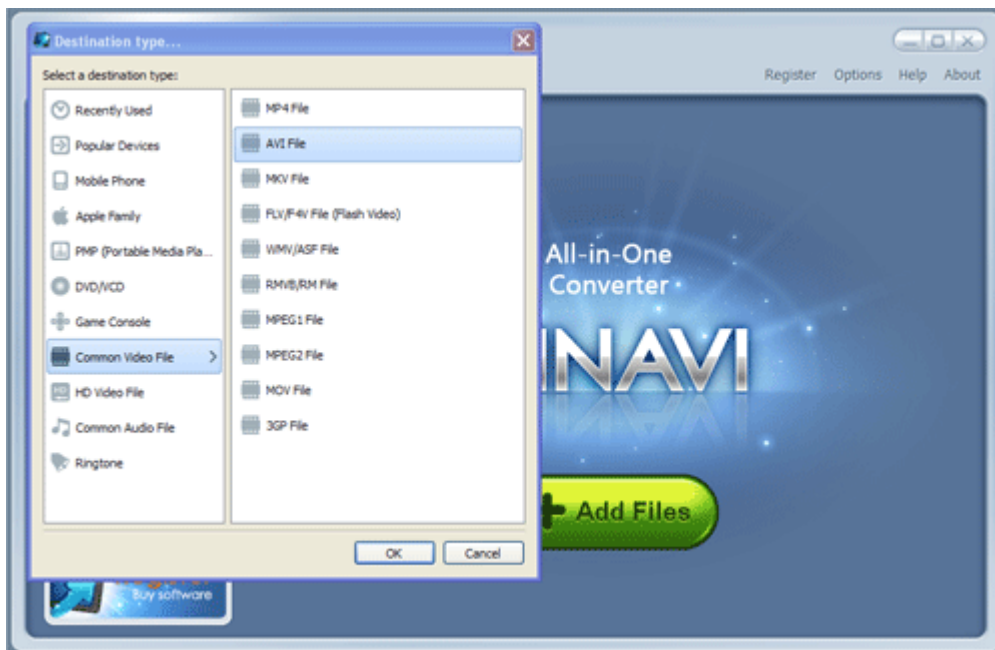 Destination type...
Select a destination type:
Recently Used
Popular Devices
Mobile Phone
Apple Family
PMP (Portable Media Pla...
DVD/VCD
Game Console
Common Video File
HD Video File
Common Audio File
Ringtone
MP4 File
AVI File
MKV File
FLV/F4V File (Flash Video)
WMV/ASF File
RMVB/RM File
MPEG1 File
MPEG2 File
MOV File
3GP File
OK Cancel
Register Options Help About
All-in-One
Converter
NAVI
Add Files
Buy software